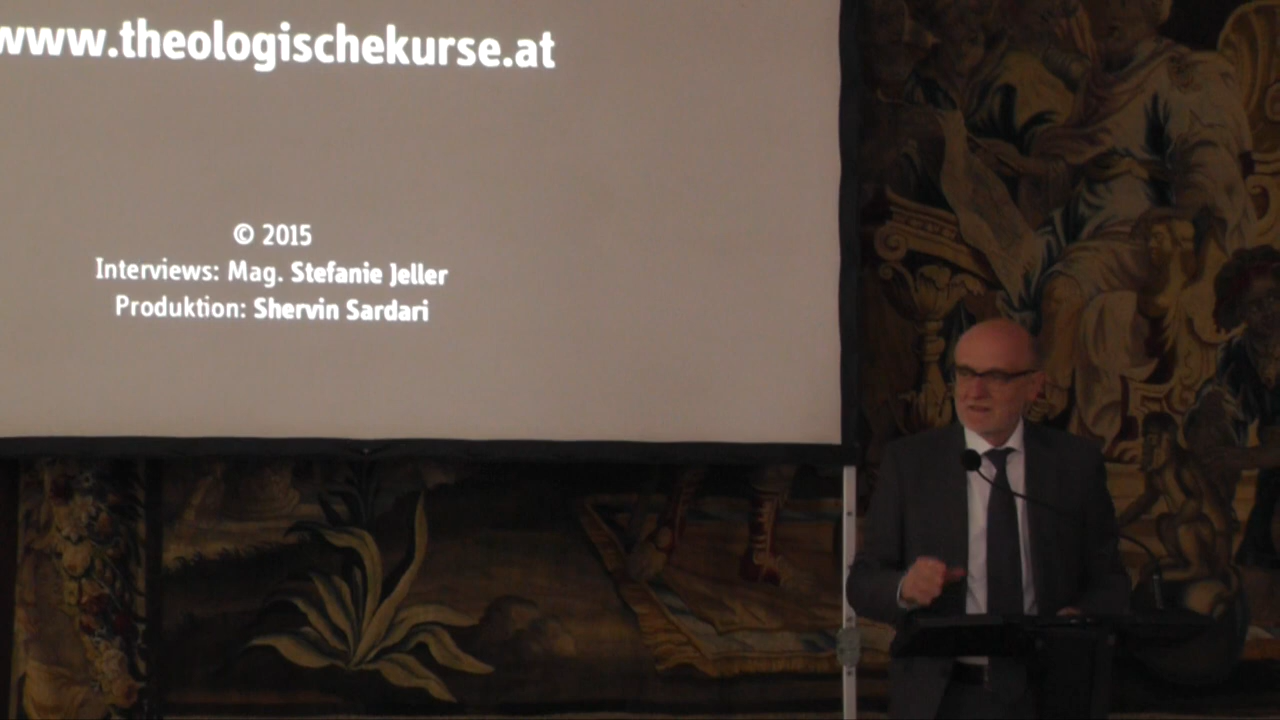 www.theologischekurse.at
© 2015
Interviews: Mag. Stefanie Jeller
Produktion: Shervin Sardari